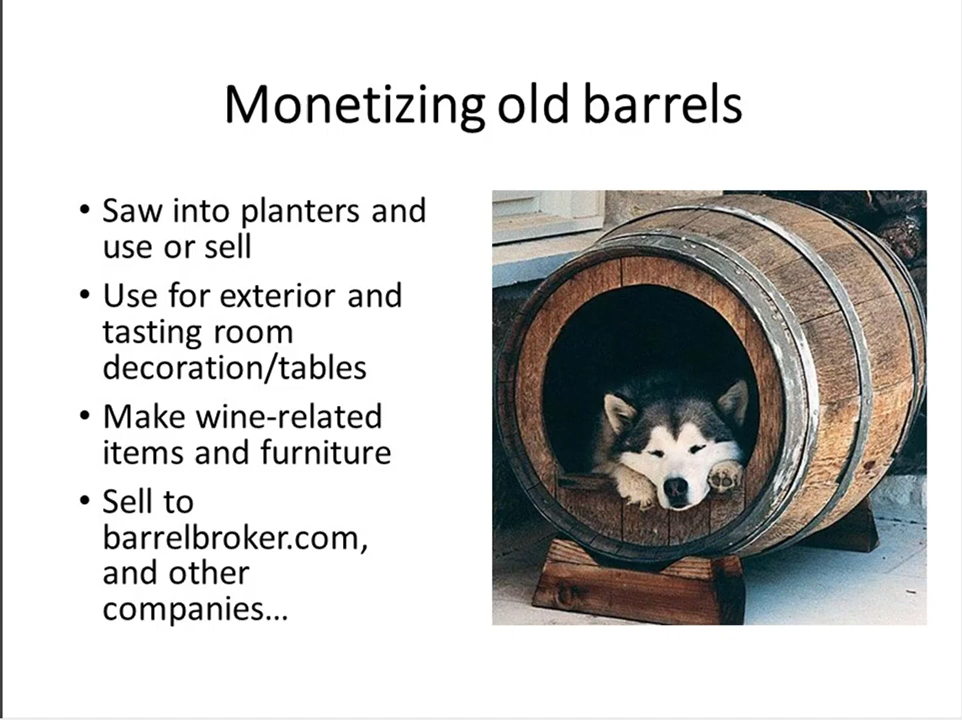 Monetizing old barrels
• Saw into planters and
use or sell
• Use for exterior and
tasting room
decoration/tables
• Make wine-related
items and furniture
• Sell to
barrelbroker.com,
and other
companies...